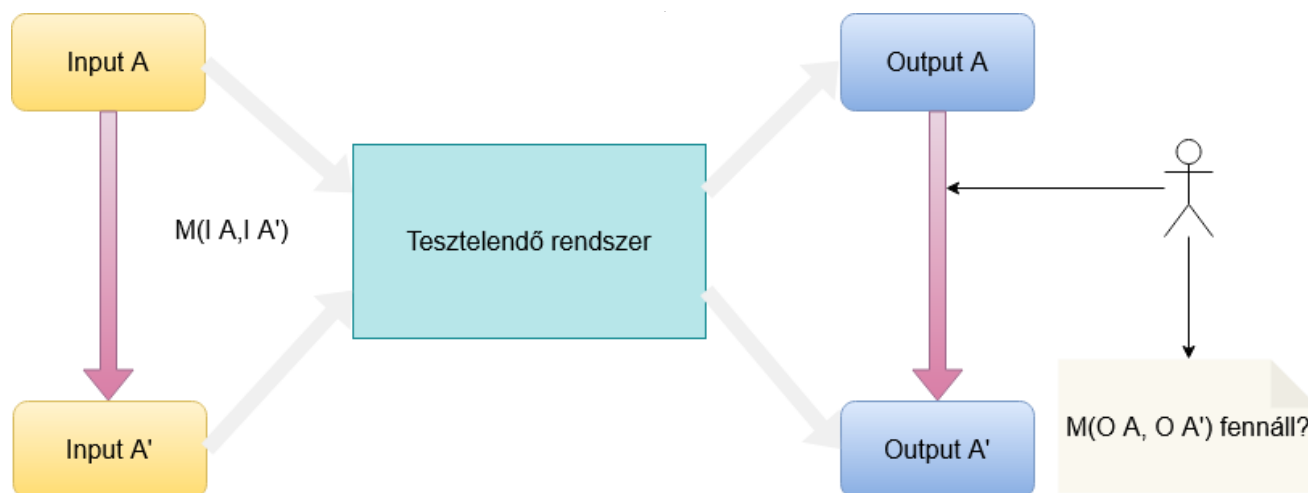 Input A
Output A
M(I A,I A')
Tesztelendő rendszer
Input A'
Output A'
M(O A, O A') fennáll?